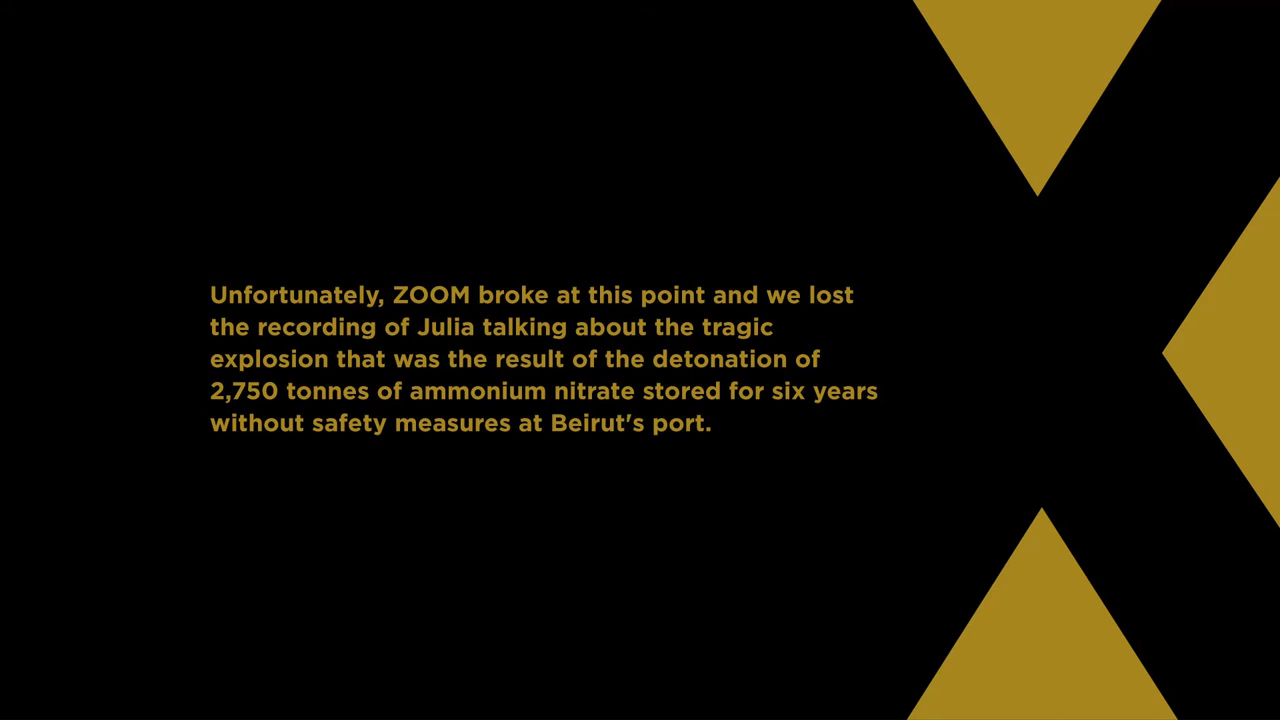 Unfortunately, ZOOM broke at this point and we lost
the recording of Julia talking about the tragic
explosion that was the result of the detonation of
2,750 tonnes of ammonium nitrate stored for six years
without safety measures at Beirut's port.